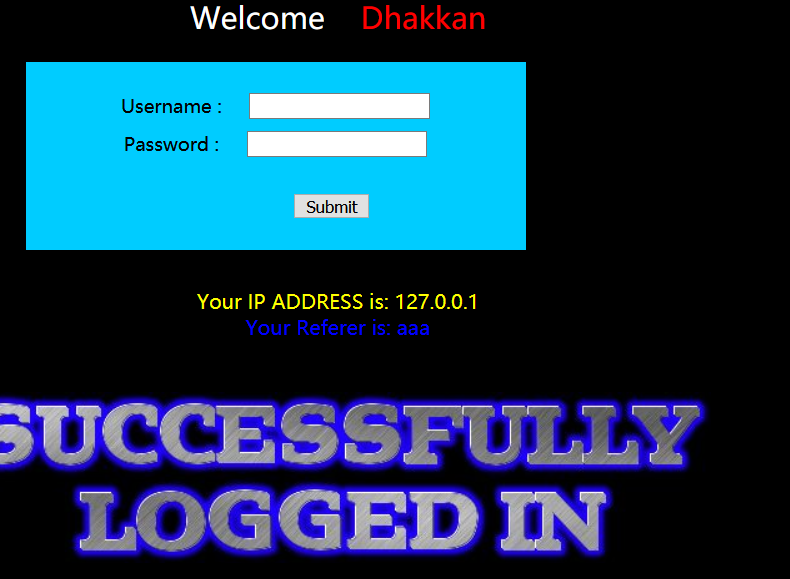 Welcome Dhakkan
Username :
Password :
Submit
Your IP ADDRESS is: 127.0.0.1
Your Referer is: aaa
SUCCESSFULLY
LOGGED IN